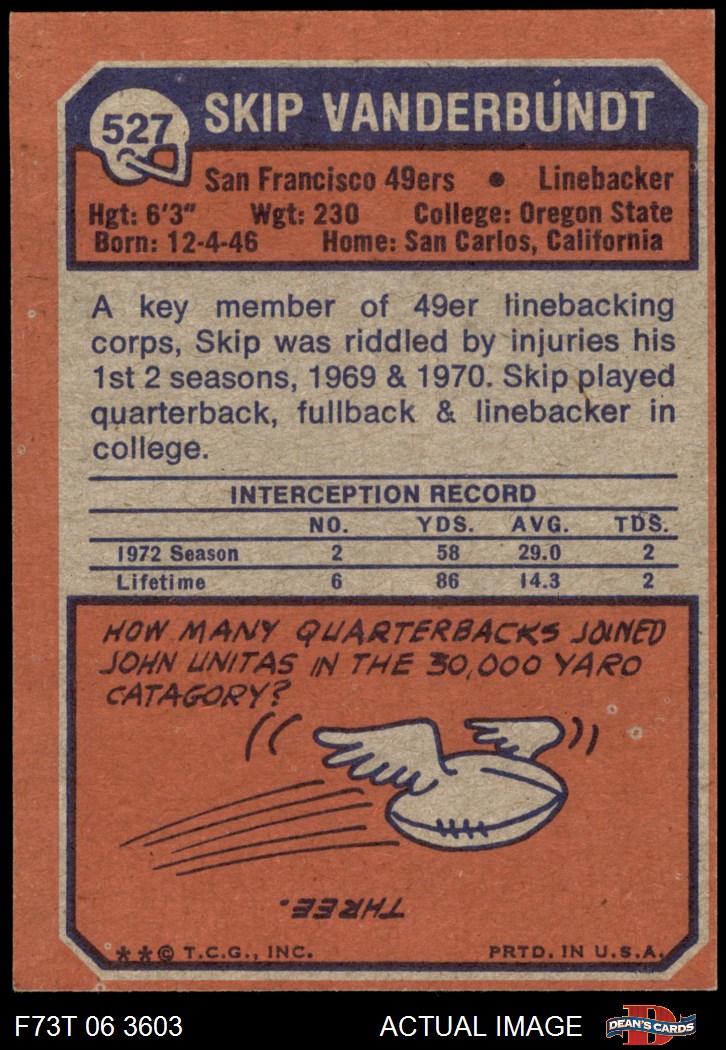 527
SKIP VANDERBUNDT
San Francisco 49ers • Linebacker
Hgt: 6'3" Wgt: 230 College: Oregon State
Born: 12-4-46 Home: San Carlos, California
A key member of 49er linebacking
corps, Skip was riddled by injuries his
1st 2 seasons, 1969 & 1970. Skip played
quarterback, fullback & linebacker in
college.
INTERCEPTION RECORD
NO. YDS. AVG. TDS.
1972 Season 2 58 29.0 2
Lifetime 6 86 14.3 2
HOW MANY QUARTERBACKS JOINED
JOHN UNITAS IN THE 30,000 YARD
CATAGORY?
THREE.
**© T.C.G., INC. PRTD. IN U.S.A.
F73T 06 3603 ACTUAL IMAGE D DEAN'S CARDS